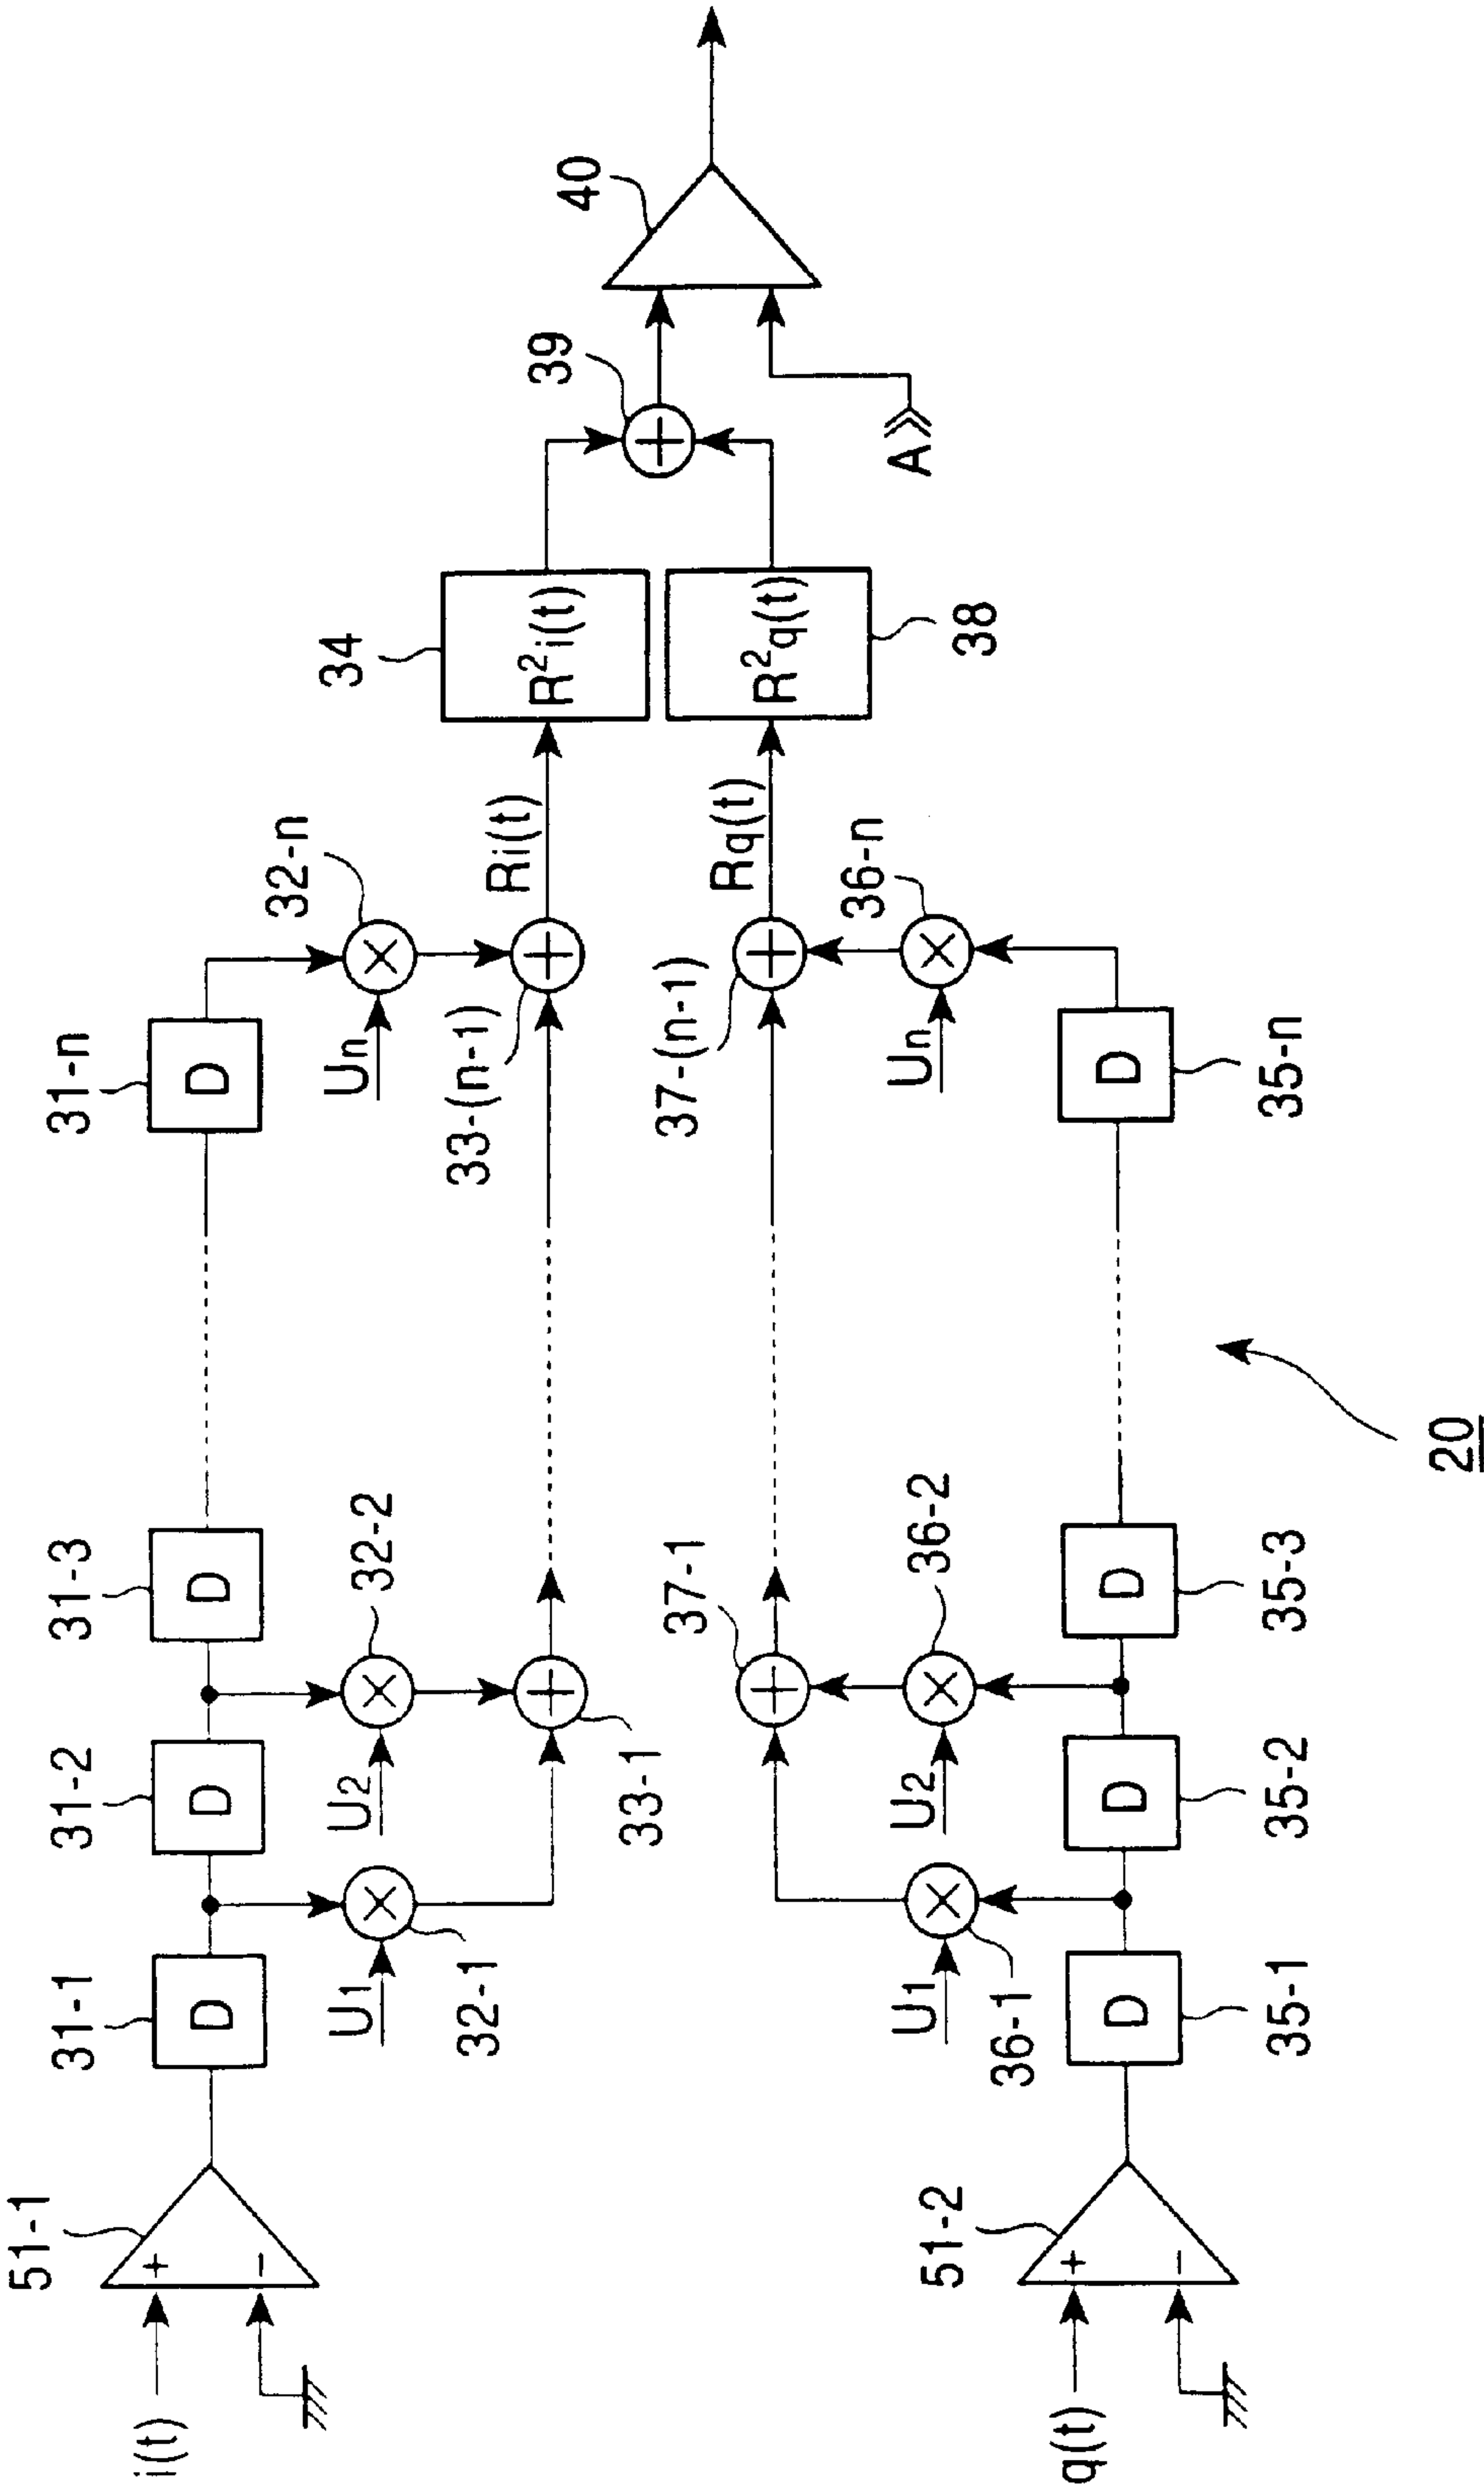 51-1
i(t)
+
−
31-1
D
31-2
D
31-3
D
31-n
D
U1
32-1
U2
32-2
Un
32-n
33-1
33-(n-1)
Ri(t)
34
R²i(t)
39
40
A
38
R²q(t)
Rq(t)
37-1
37-(n-1)
U1
36-1
U2
36-2
Un
36-n
51-2
q(t)
+
−
D
35-1
D
35-2
D
35-3
D
35-n
20